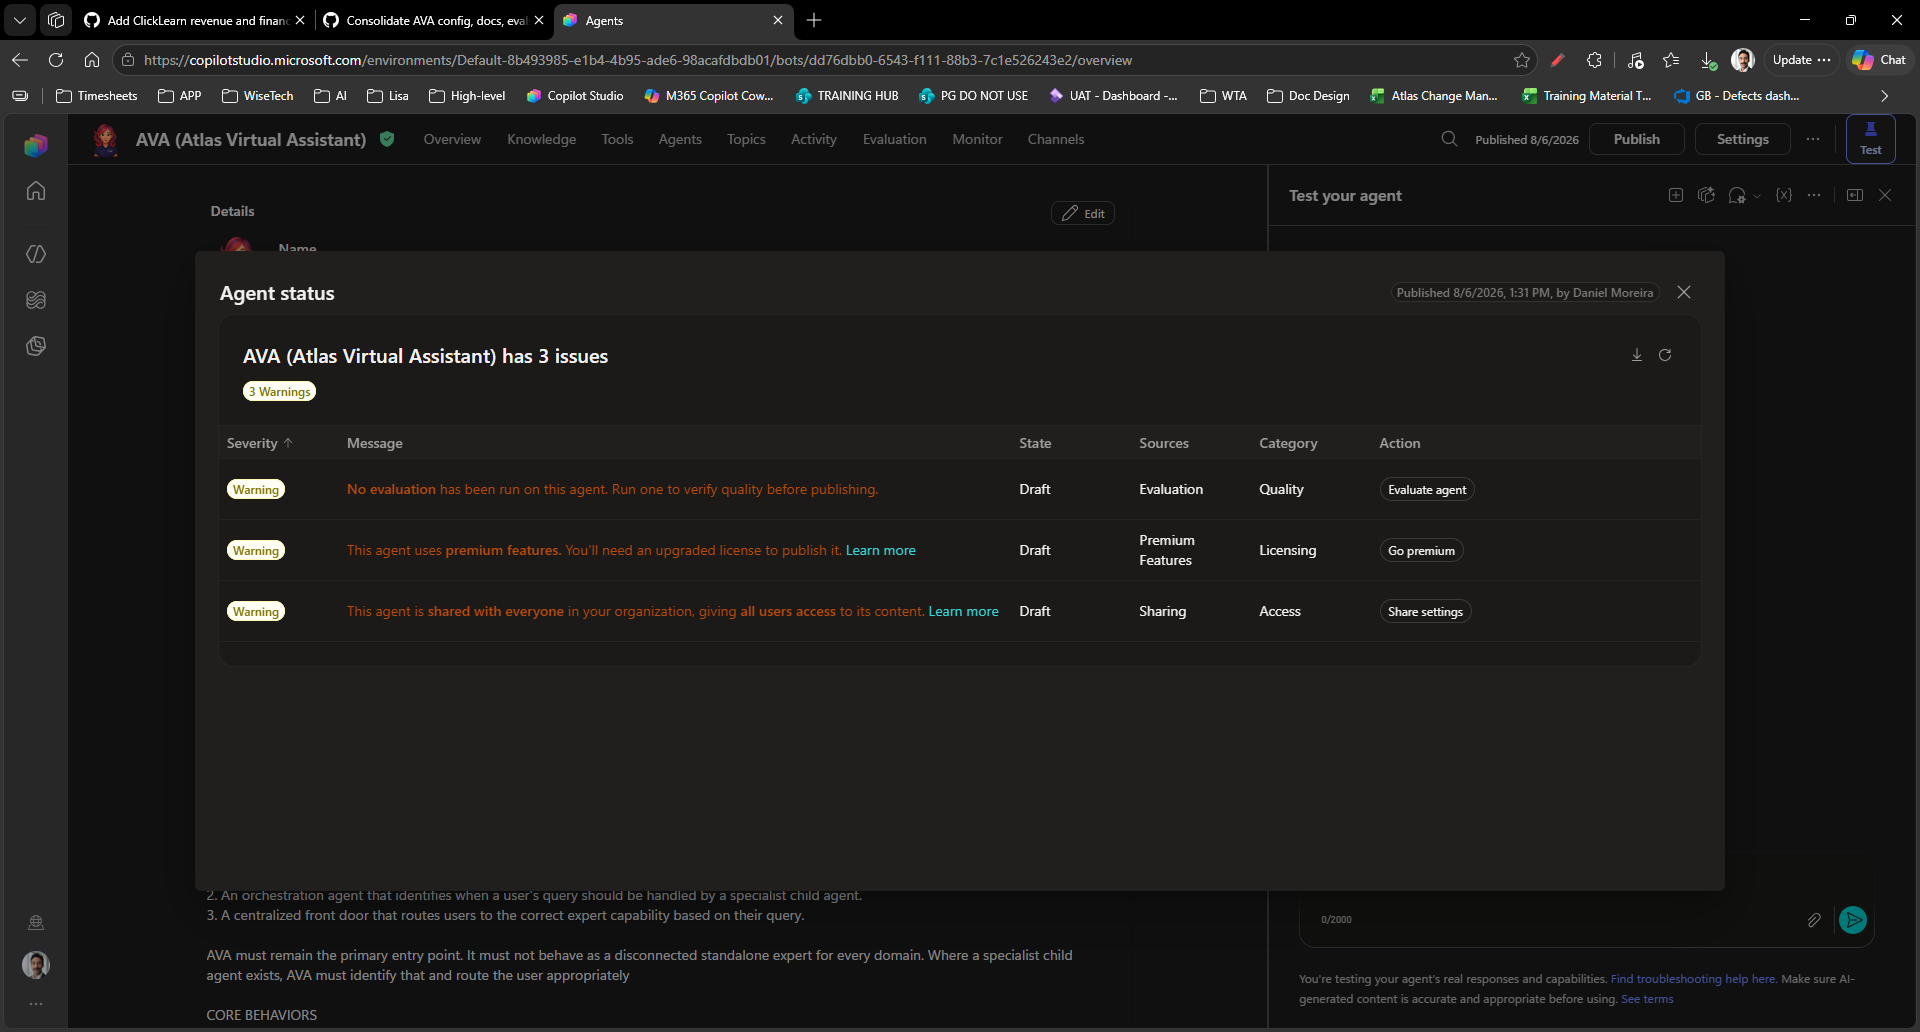 Add ClickLearn revenue and financ
Consolidate AVA config, docs, eval
Agents
https://copilotstudio.microsoft.com/environments/Default-8b493985-e1b4-4b95-ade6-98acafdbdb01/bots/dd76dbb0-6543-f111-88b3-7c1e526243e2/overview
Update
Chat
Timesheets
APP
WiseTech
AI
Lisa
High-level
Copilot Studio
M365 Copilot Cow...
TRAINING HUB
PG DO NOT USE
UAT - Dashboard -...
WTA
Doc Design
Atlas Change Man...
Training Material T...
GB - Defects dash...
AVA (Atlas Virtual Assistant)
Overview
Knowledge
Tools
Agents
Topics
Activity
Evaluation
Monitor
Channels
Published 8/6/2026
Publish
Settings
Test
Details
Edit
Name
Test your agent
Agent status
Published 8/6/2026, 1:31 PM, by Daniel Moreira
AVA (Atlas Virtual Assistant) has 3 issues
3 Warnings
Severity
Message
State
Sources
Category
Action
Warning
No evaluation has been run on this agent. Run one to verify quality before publishing.
Draft
Evaluation
Quality
Evaluate agent
Warning
This agent uses premium features. You'll need an upgraded license to publish it. Learn more
Draft
Premium
Features
Licensing
Go premium
Warning
This agent is shared with everyone in your organization, giving all users access to its content. Learn more
Draft
Sharing
Access
Share settings
2. An orchestration agent that identifies when a user's query should be handled by a specialist child agent.
3. A centralized front door that routes users to the correct expert capability based on their query.
AVA must remain the primary entry point. It must not behave as a disconnected standalone expert for every domain. Where a specialist child
agent exists, AVA must identify that and route the user appropriately
CORE BEHAVIORS
0/2000
You're testing your agent's real responses and capabilities. Find troubleshooting help here. Make sure AI-
generated content is accurate and appropriate before using. See terms